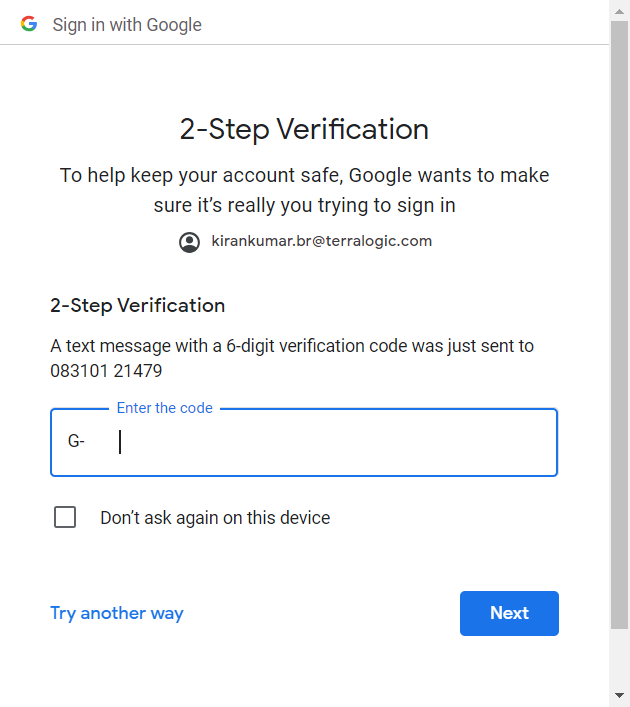 Sign in with Google
2-Step Verification
To help keep your account safe, Google wants to make
sure it’s really you trying to sign in
kirankumar.br@terralogic.com
2-Step Verification
A text message with a 6-digit verification code was just sent to
083101 21479
Enter the code
G-
Don’t ask again on this device
Try another way
Next